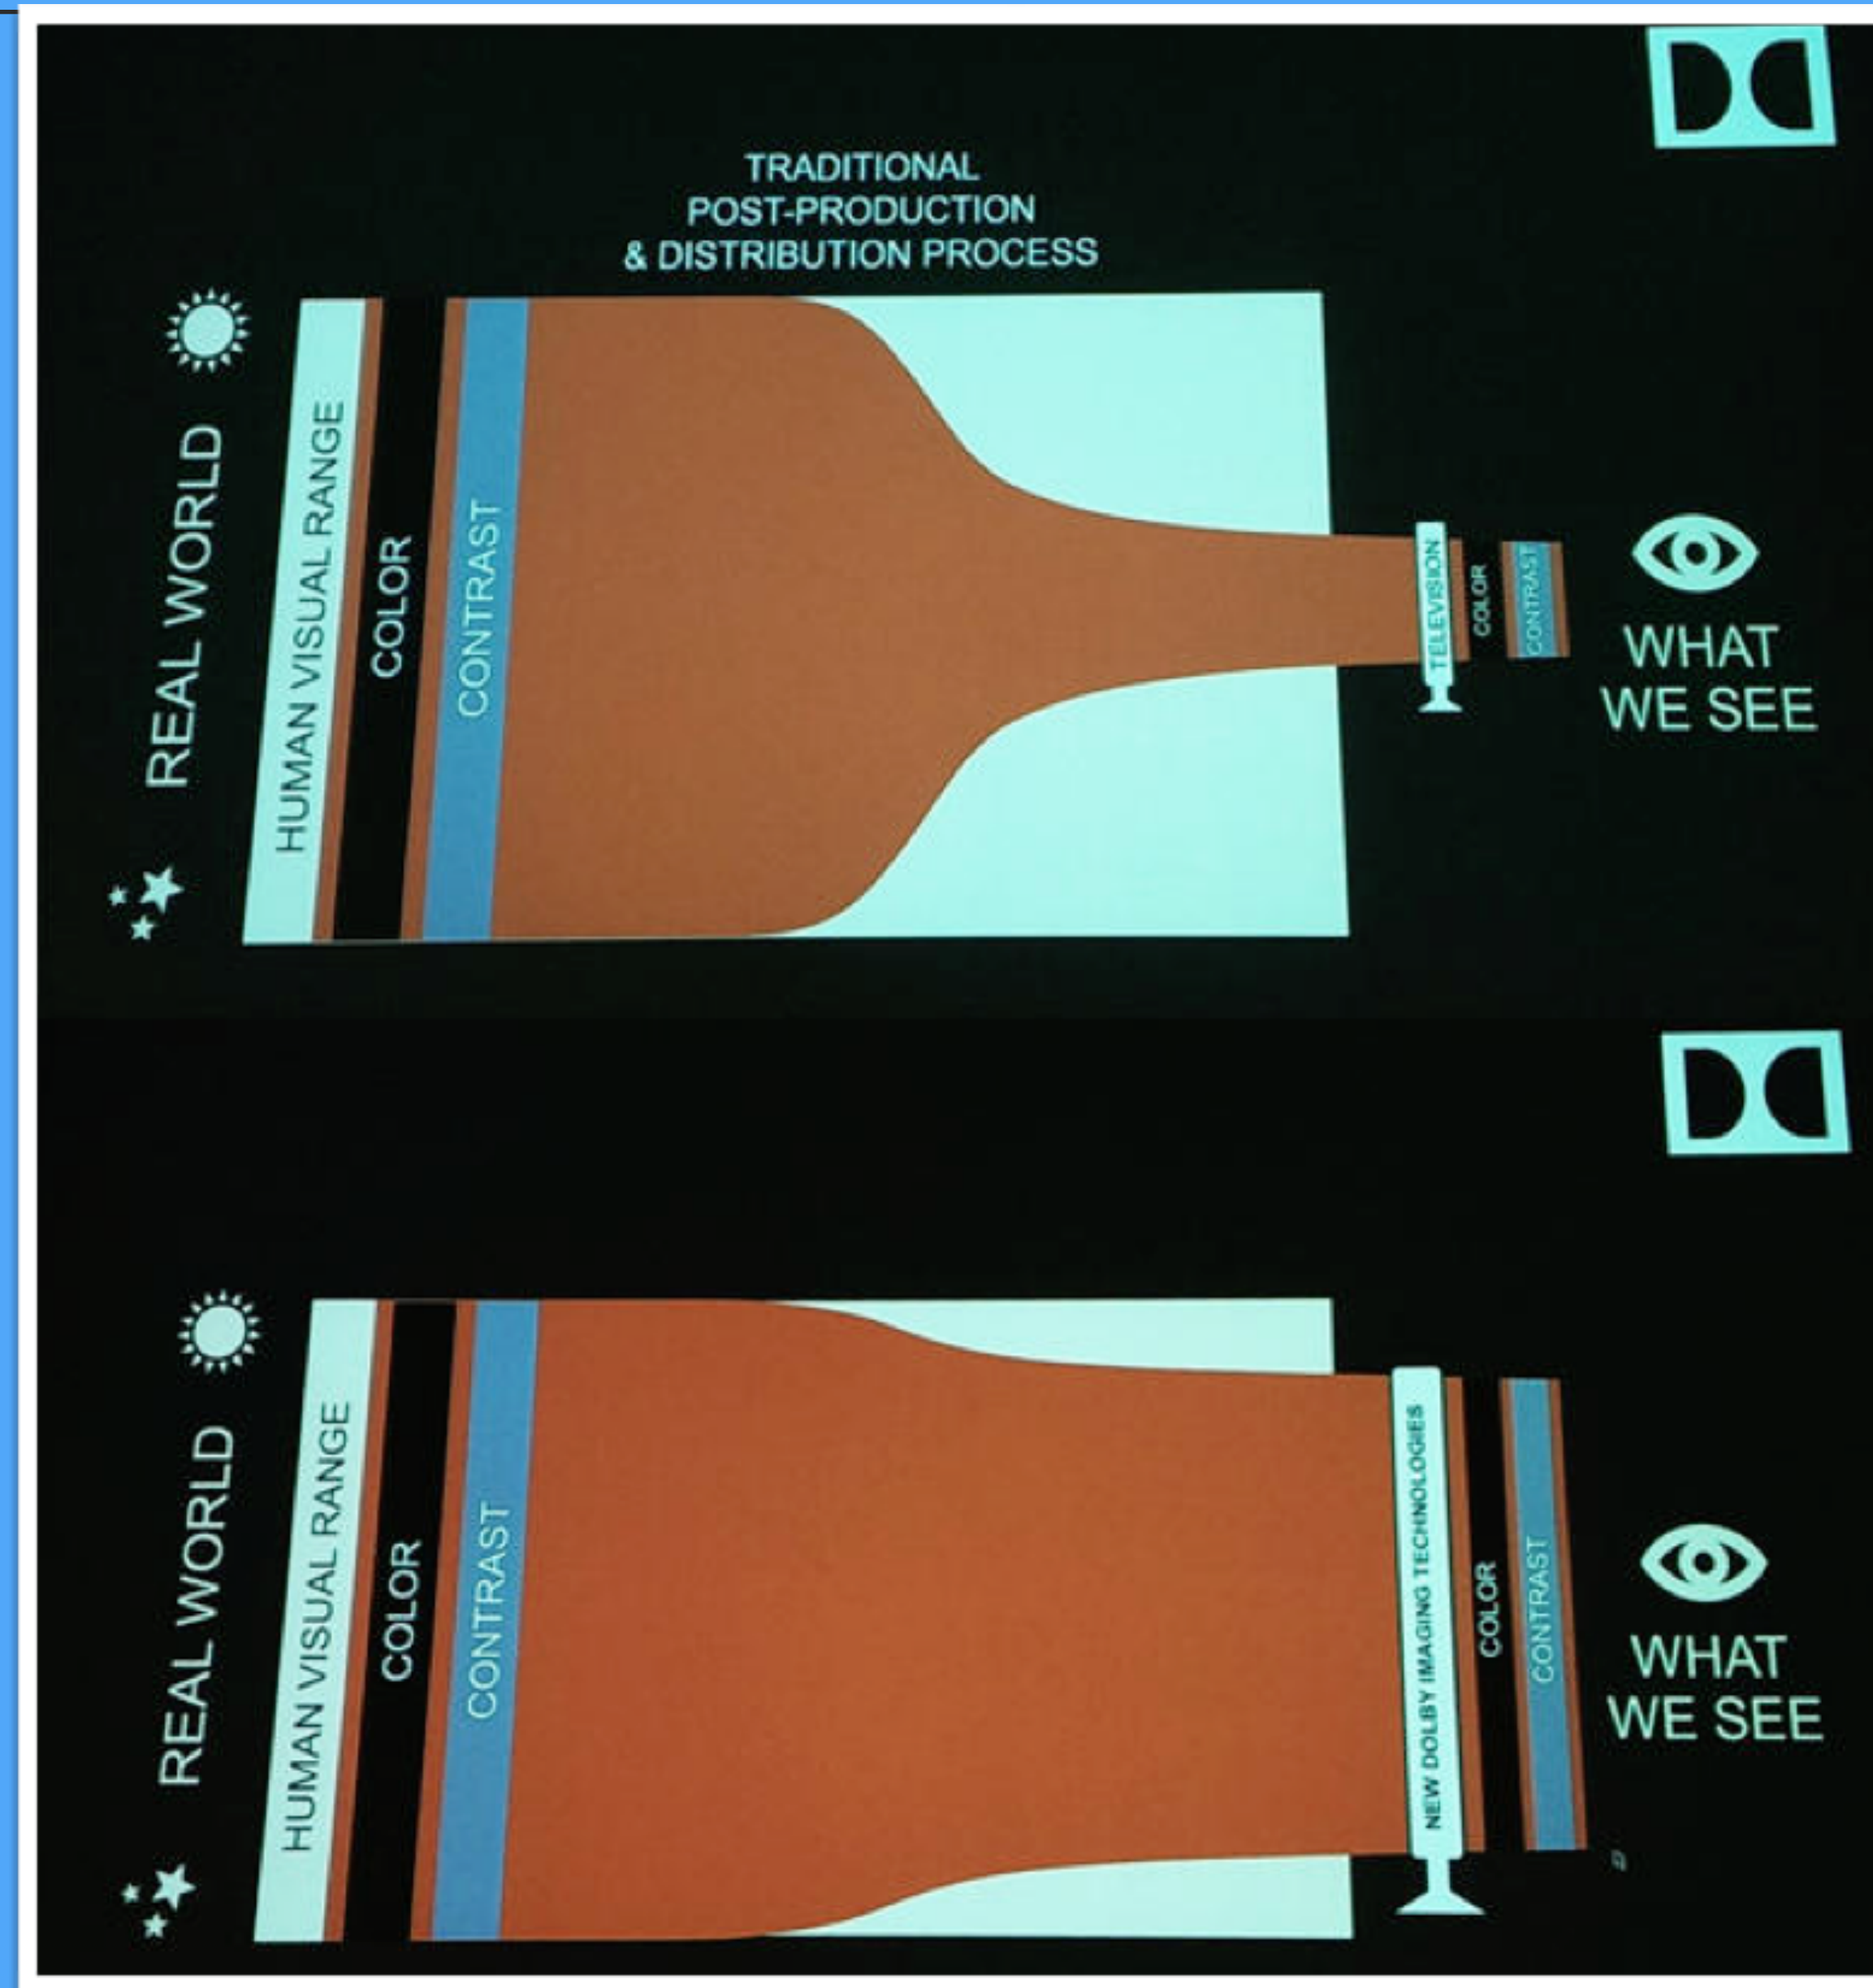 TRADITIONAL
POST-PRODUCTION
& DISTRIBUTION PROCESS
REAL WORLD
HUMAN VISUAL RANGE
COLOR
CONTRAST
TELEVISION
COLOR
CONTRAST
WHAT
WE SEE
REAL WORLD
HUMAN VISUAL RANGE
COLOR
CONTRAST
NEW DOLBY IMAGING TECHNOLOGIES
COLOR
CONTRAST
WHAT
WE SEE